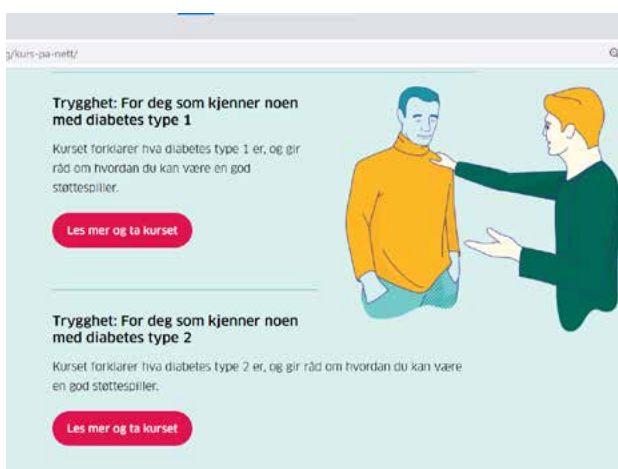 g/kurs-pa-nett/
Trygghet: For deg som kjenner noen
med diabetes type 1
Kurset forklarer hva diabetes type 1 er, og gir
råd om hvordan du kan være en god
støttespiller.
Les mer og ta kurset
Trygghet: For deg som kjenner noen
med diabetes type 2
Kurset forklarer hva diabetes type 2 er, og gir råd om hvordan du kan være
en god støttespiller.
Les mer og ta kurset